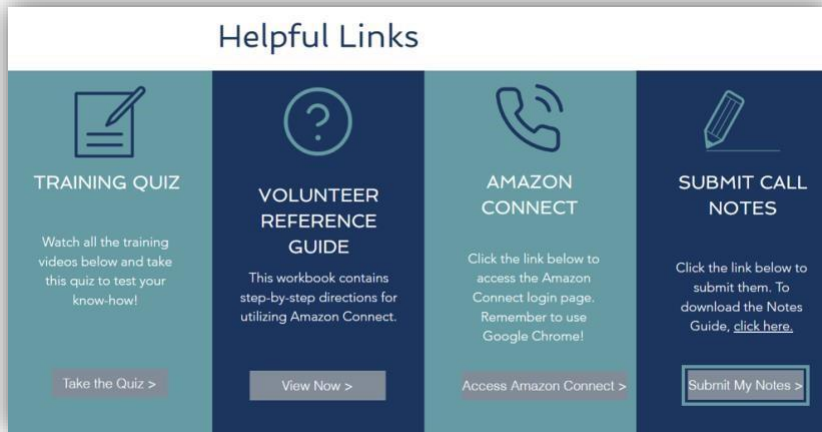 Helpful Links
TRAINING QUIZ
Watch all the training
videos below and take
this quiz to test your
know-how!
Take the Quiz >
VOLUNTEER
REFERENCE
GUIDE
This workbook contains
step-by-step directions for
utilizing Amazon Connect.
View Now >
AMAZON
CONNECT
Click the link below to
access the Amazon
Connect login page.
Remember to use
Google Chrome!
Access Amazon Connect >
SUBMIT CALL
NOTES
Click the link below to
submit them. To
download the Notes
Guide, click here.
Submit My Notes >